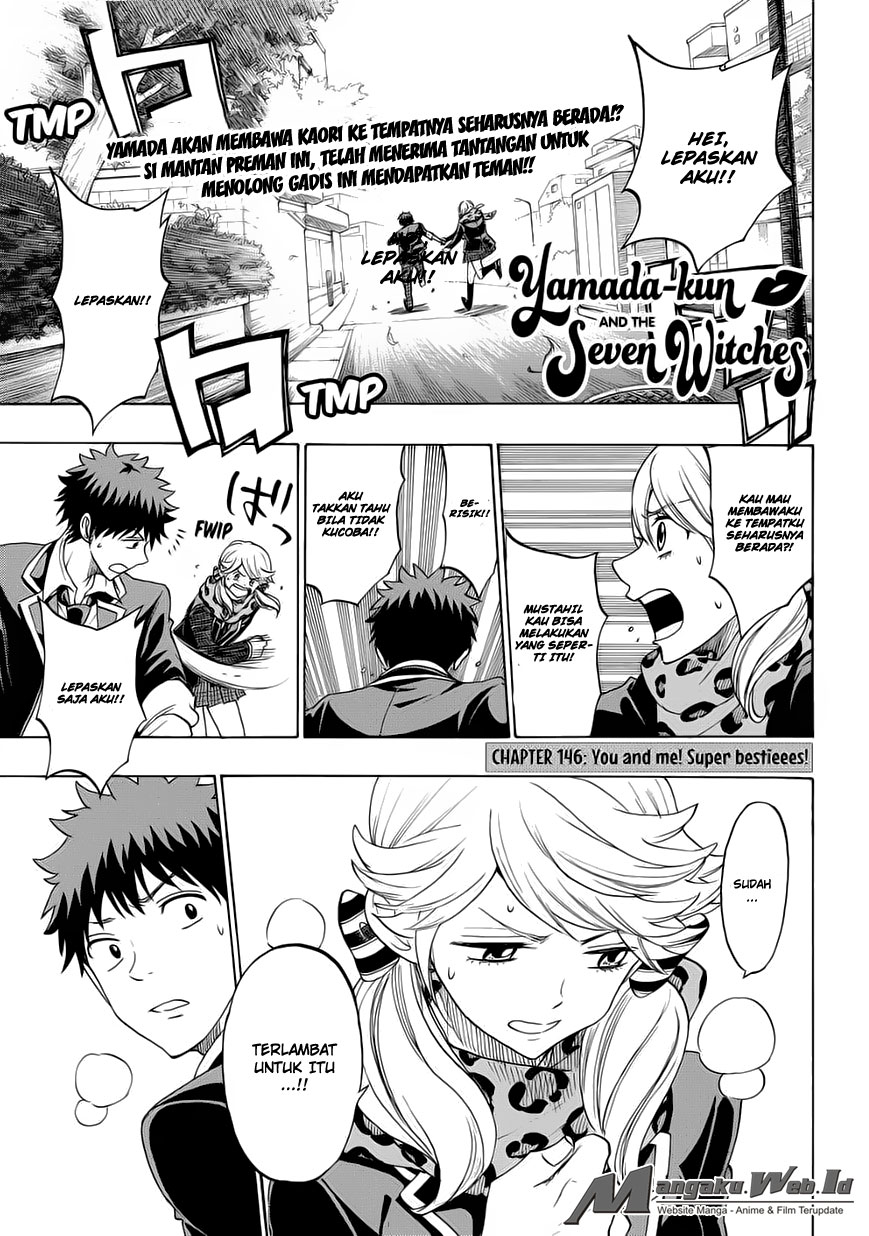 HEI,
LEPASKAN
AKU!!
YAMADA AKAN MEMBAWA KAORI KE TEMPATNYA SEHARUSNYA BERADA!?
SI MANTAN PREMAN INI, TELAH MENERIMA TANTANGAN UNTUK
MENOLONG GADIS INI MENDAPATKAN TEMAN!!
TMP
ト
LEPASKAN
AKU!!
LEPASKAN!!
Yamada-kun
AND THE
Seven Witches
TMP
ト
KAU MAU
MEMBAWAKU
KE TEMPATKU
SEHARUSNYA
BERADA?!
MUSTAHIL
KAU BISA
MELAKUKAN
YANG SEPER-
TI ITU!
BE-
RISIK!!
AKU
TAKKAN TAHU
BILA TIDAK
KUCOBA!!
ばっ
FWIP
LEPASKAN
SAJA AKU!!
CHAPTER 146: You and me! Super bestieees!
SUDAH
...
TERLAMBAT
UNTUK ITU
...!!
Mangaku.Web.Id
Website Manga - Anime & Film Terupdate